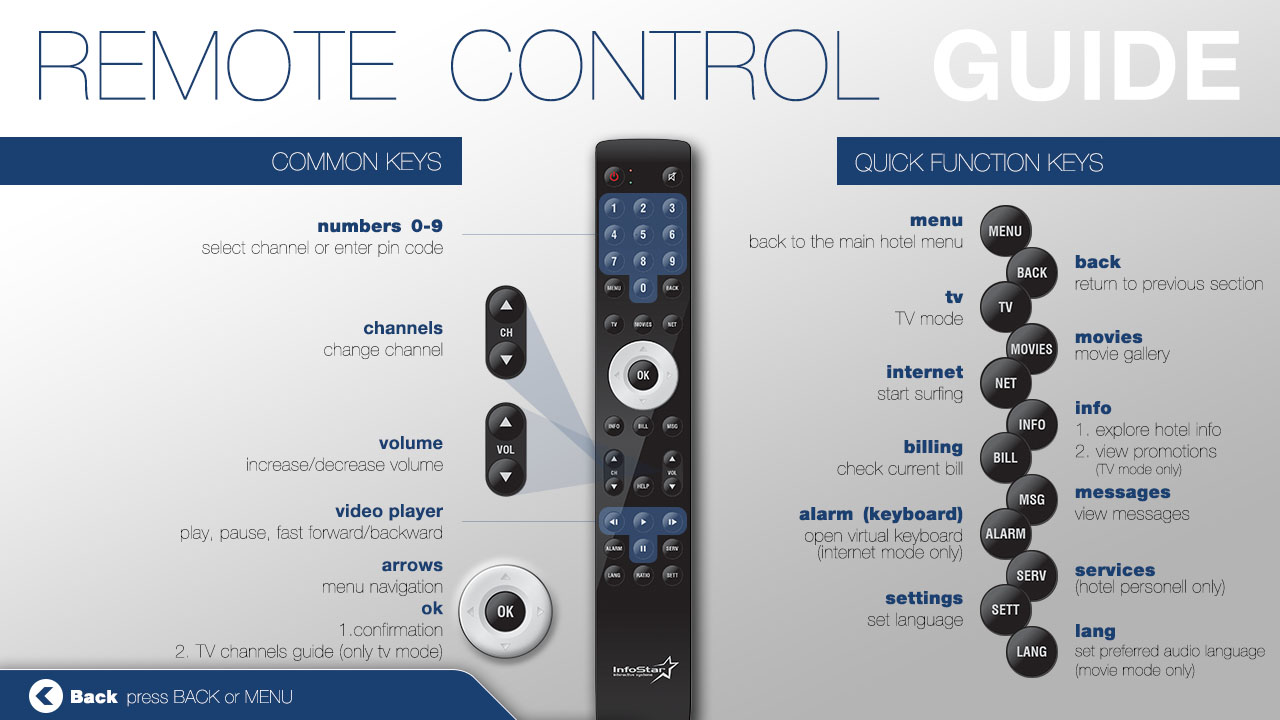 REMOTE CONTROL GUIDE
COMMON KEYS
numbers 0-9
select channel or enter pin code
channels
change channel
CH
volume
increase/decrease volume
VOL
video player
play, pause, fast forward/backward
arrows
menu navigation
ok
1.confirmation
2. TV channels guide (only tv mode)
OK
Back press BACK or MENU
1 2 3
4 5 6
7 8 9
MENU 0 BACK
TV MOVIES NET
OK
INFO BILL MSG
CH VOL
HELP
ALARM SERV
LANG RATIO SETT
InfoStar
interactive systems
QUICK FUNCTION KEYS
menu
back to the main hotel menu
MENU
BACK
back
return to previous section
tv
TV mode
TV
MOVIES
movies
movie gallery
internet
start surfing
NET
INFO
info
1. explore hotel info
2. view promotions
(TV mode only)
billing
check current bill
BILL
MSG
messages
view messages
alarm (keyboard)
open virtual keyboard
(internet mode only)
ALARM
SERV
services
(hotel personell only)
settings
set language
SETT
LANG
lang
set preferred audio language
(movie mode only)